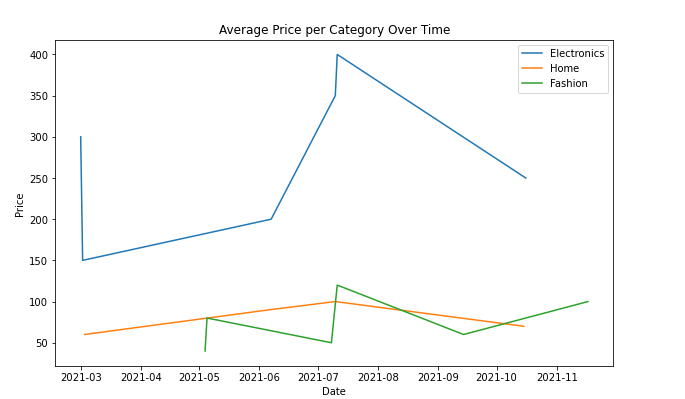 Average Price per Category Over Time
Electronics
Home
Fashion
400
350
300
250
200
150
100
50
Price
2021-03 2021-04 2021-05 2021-06 2021-07 2021-08 2021-09 2021-10 2021-11
Date